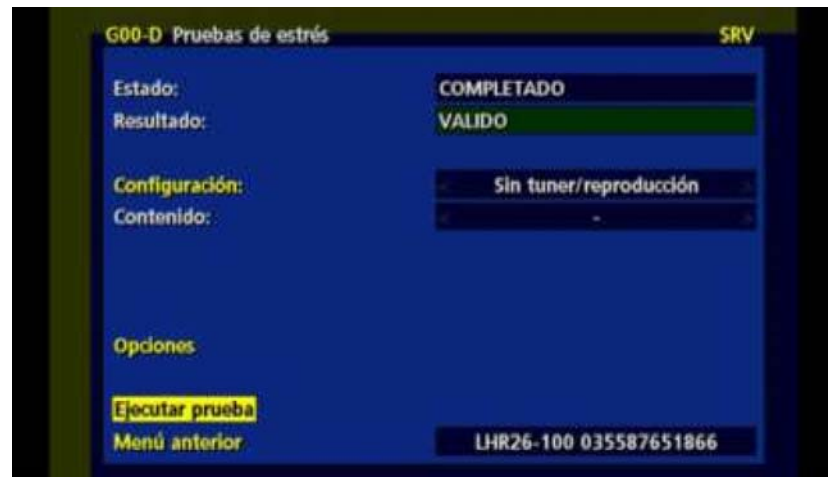 G00-D Pruebas de estrés SRV
Estado: COMPLETADO
Resultado: VALIDO
Configuración: < Sin tuner/reproducción >
Contenido: < - >
Opciones
Ejecutar prueba
Menú anterior LHR26-100 035587651866